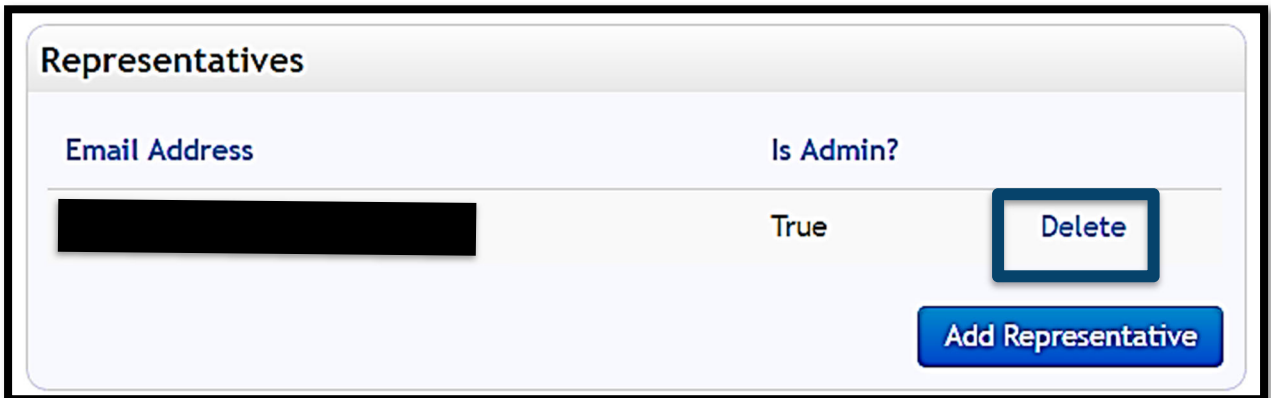 Representatives
Email Address Is Admin?
True Delete
Add Representative